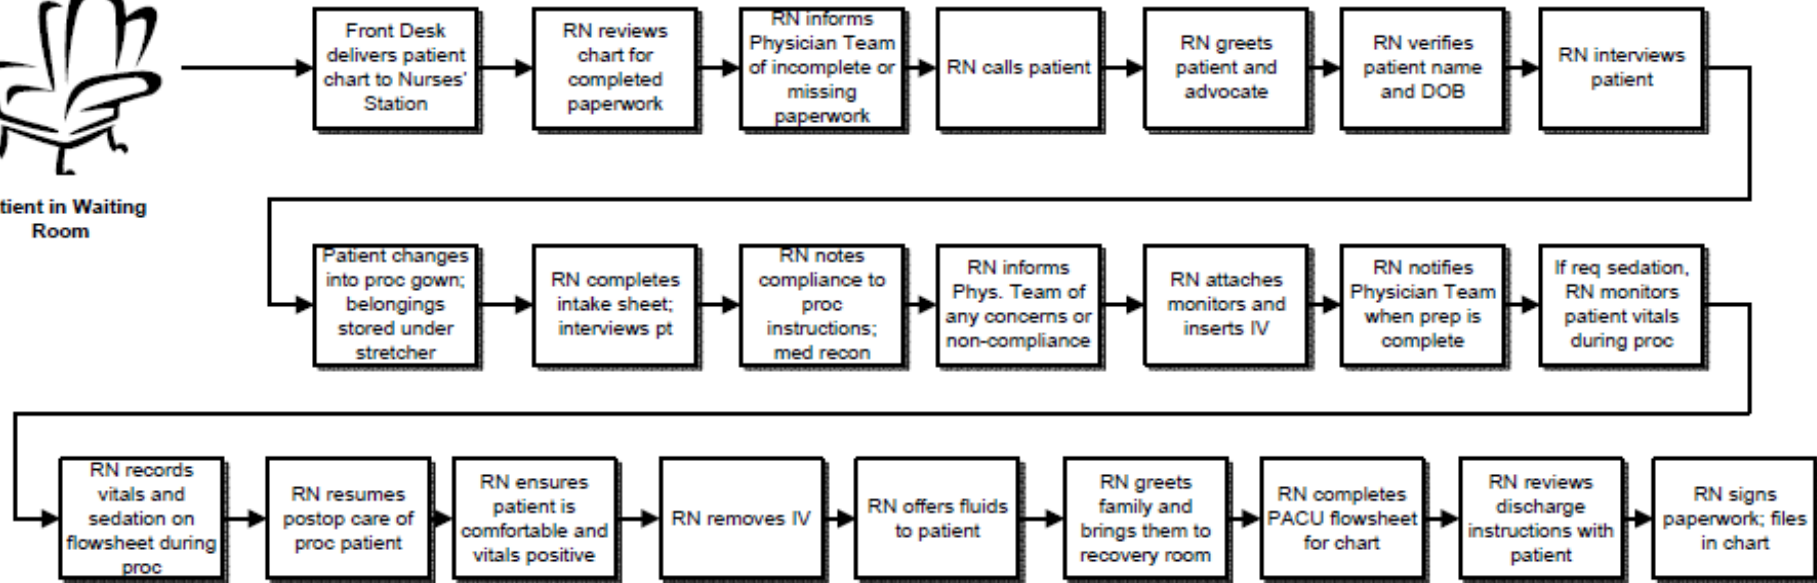 Front Desk
delivers patient
chart to Nurses'
Station
RN reviews
chart for
completed
paperwork
RN informs
Physician Team
of incomplete or
missing
paperwork
RN calls patient
RN greets
patient and
advocate
RN verifies
patient name
and DOB
RN interviews
patient
tient in Waiting
Room
Patient changes
into proc gown;
belongings
stored under
stretcher
RN completes
intake sheet;
interviews pt
RN notes
compliance to
proc
instructions;
med recon
RN informs
Phys. Team of
any concerns or
non-compliance
RN attaches
monitors and
inserts IV
RN notifies
Physician Team
when prep is
complete
If req sedation,
RN monitors
patient vitals
during proc
RN records
vitals and
sedation on
flowsheet during
proc
RN resumes
postop care of
proc patient
RN ensures
patient is
comfortable and
vitals positive
RN removes IV
RN offers fluids
to patient
RN greets
family and
brings them to
recovery room
RN completes
PACU flowsheet
for chart
RN reviews
discharge
instructions with
patient
RN signs
paperwork; files
in chart